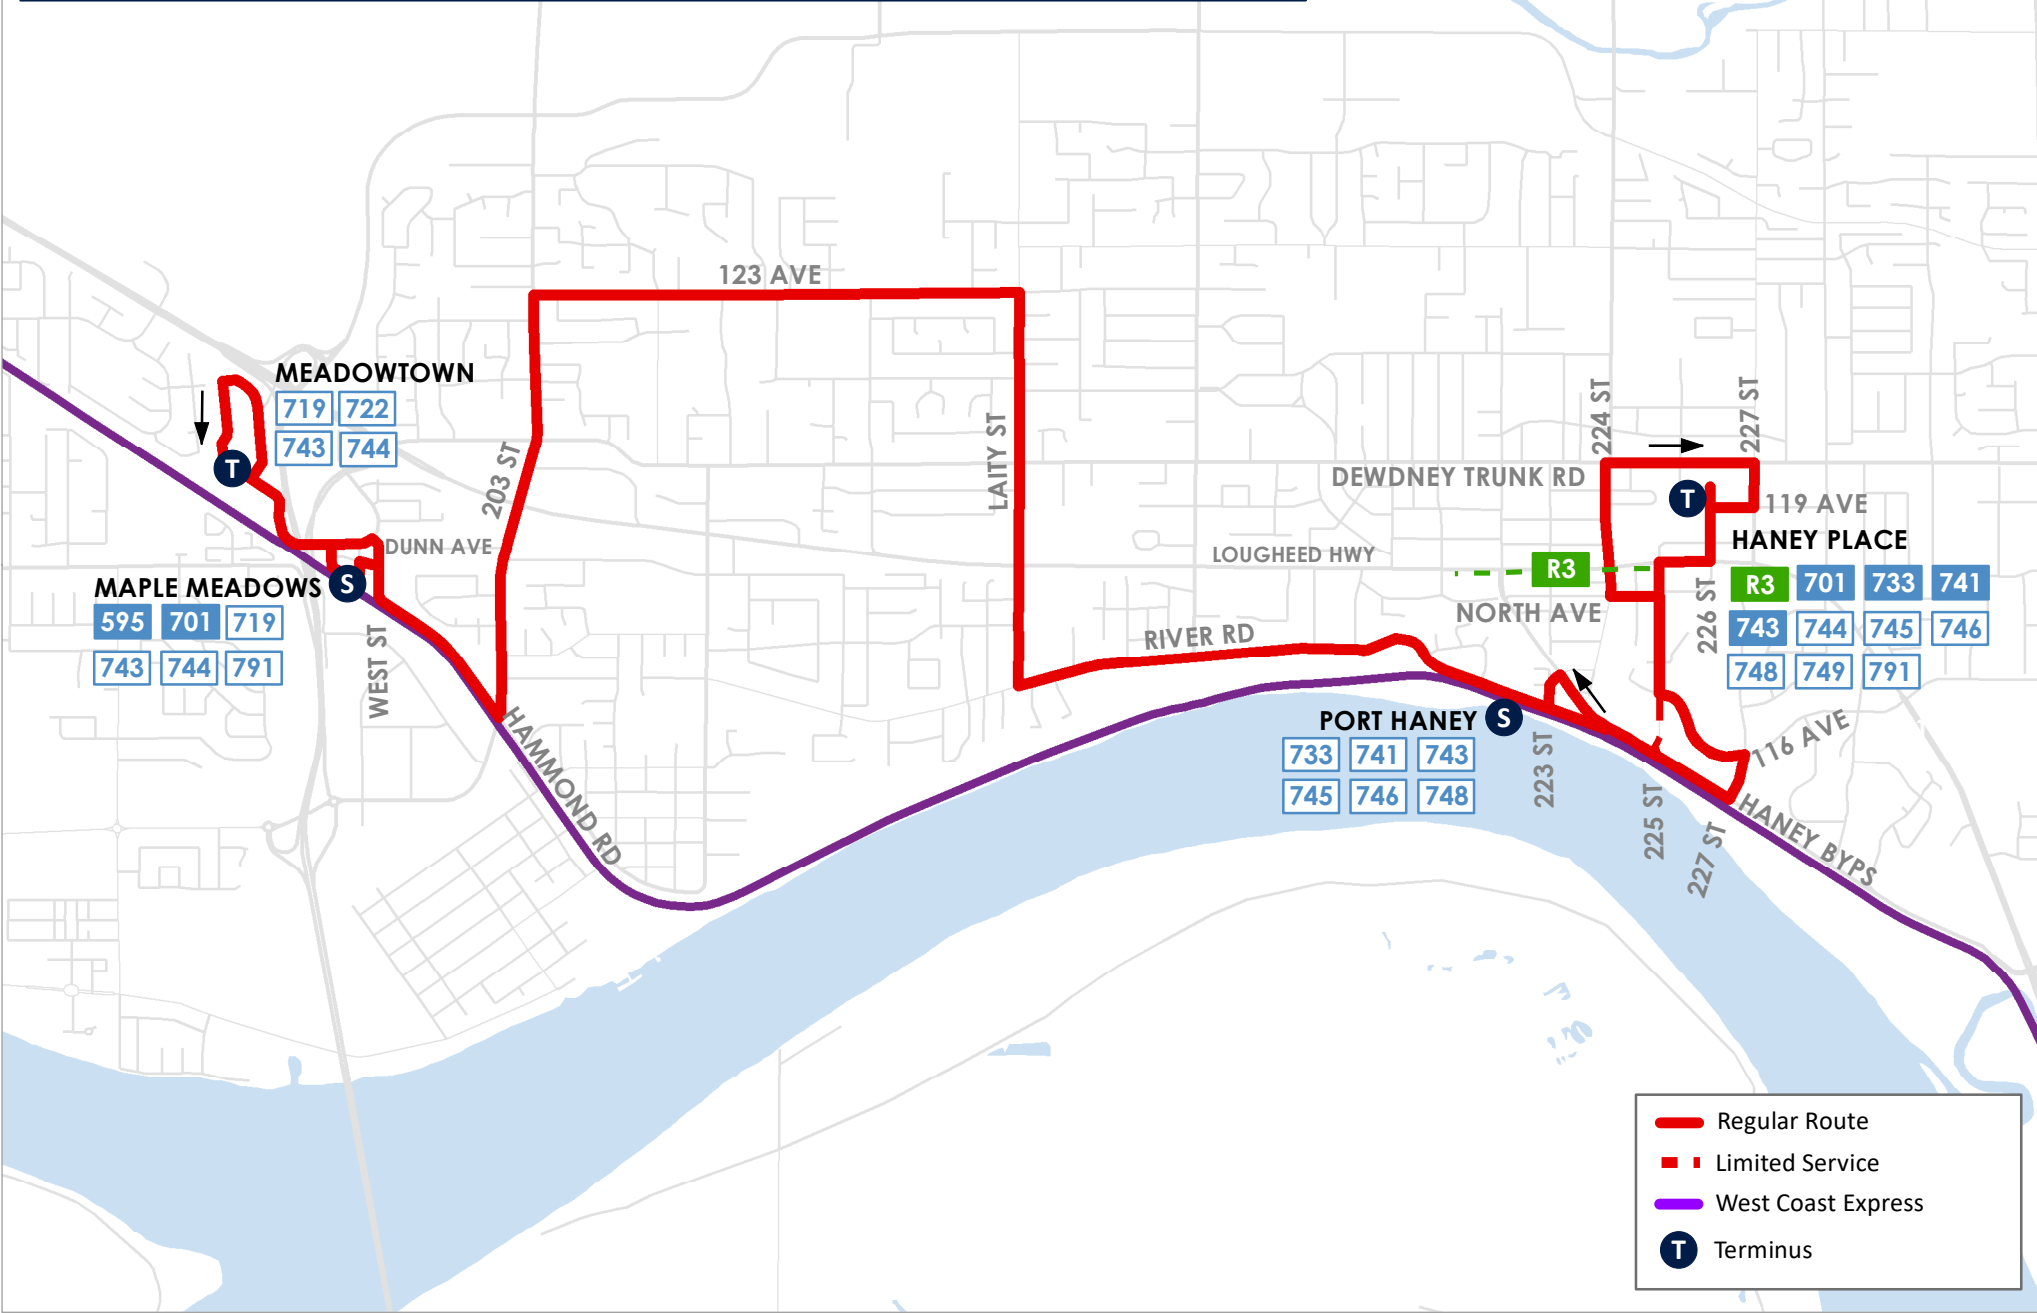 123 AVE
MEADOWTOWN
719 722
743 744
T
203 ST
LAITY ST
224 ST
227 ST
DEWDNEY TRUNK RD
T
119 AVE
HANEY PLACE
R3 701 733 741
743 744 745 746
748 749 791
DUNN AVE
LOUGHEED HWY
R3
NORTH AVE
226 ST
MAPLE MEADOWS
S
595 701 719
743 744 791
WEST ST
RIVER RD
HAMMOND RD
PORT HANEY
S
733 741 743
745 746 748
223 ST
116 AVE
225 ST
227 ST
HANEY BYPS
Regular Route
Limited Service
West Coast Express
T Terminus